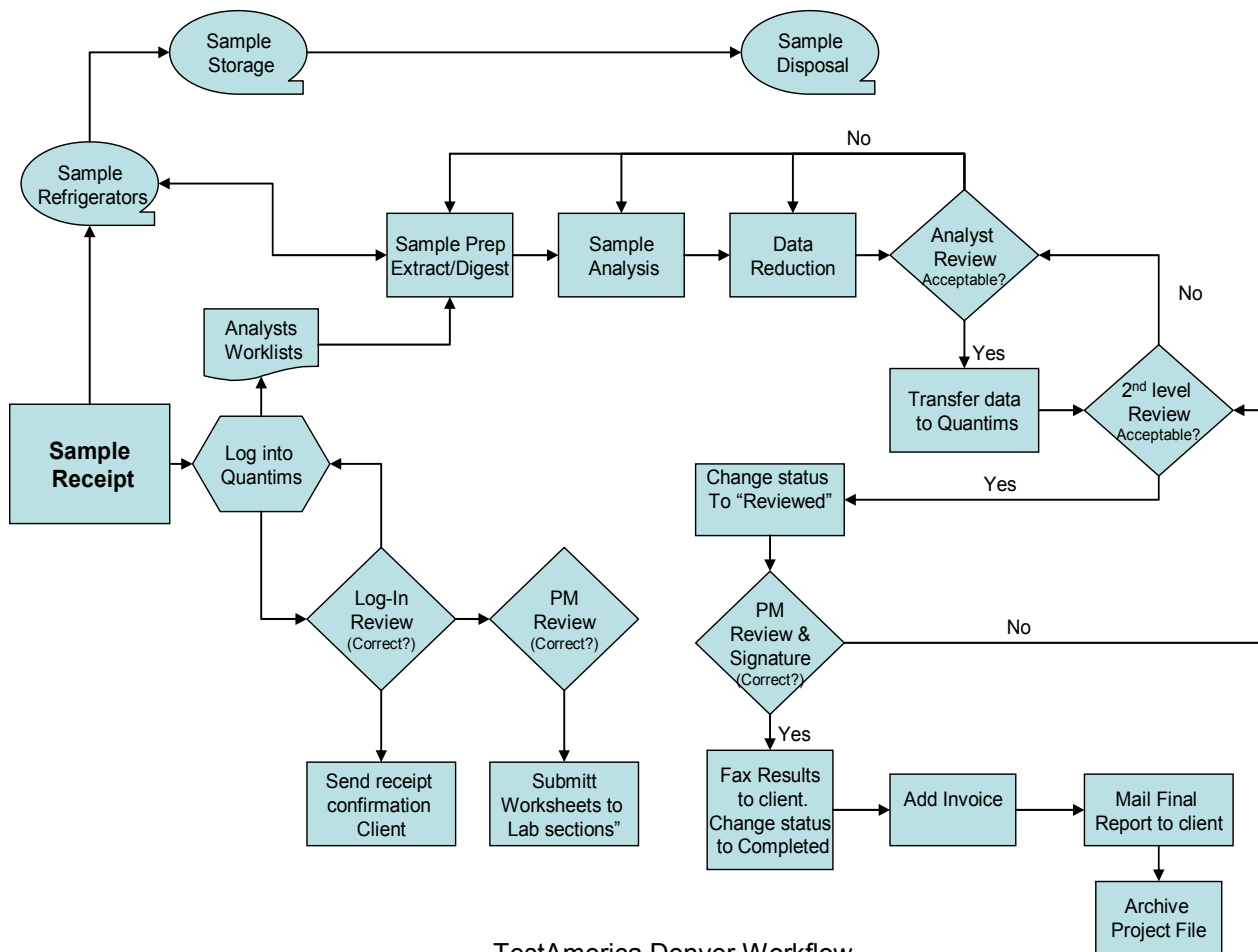 Sample
Storage
Sample
Disposal
No
Sample
Refrigerators
Sample Prep
Extract/Digest
Sample
Analysis
Data
Reduction
Analyst
Review
Acceptable?
No
Analysts
Worklists
Yes
Transfer data
to Quantims
2nd level
Review
Acceptable?
Sample
Receipt
Log into
Quantims
Change status
To “Reviewed”
Yes
Log-In
Review
(Correct?)
PM
Review
(Correct?)
PM
Review &
Signature
(Correct?)
No
Yes
Send receipt
confirmation
Client
Submitt
Worksheets to
Lab sections”
Fax Results
to client.
Change status
to Completed
Add Invoice
Mail Final
Report to client
Archive
Project File
TestAmerica Denver Workflow